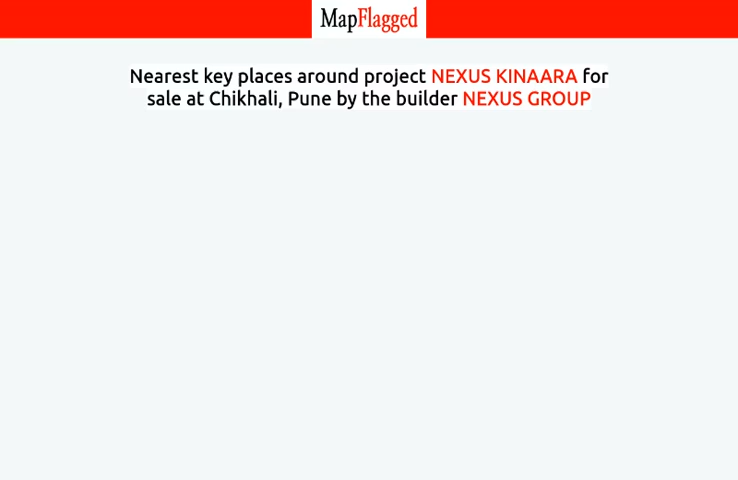 MapFlagged
Nearest key places around project NEXUS KINAARA for
sale at Chikhali, Pune by the builder NEXUS GROUP